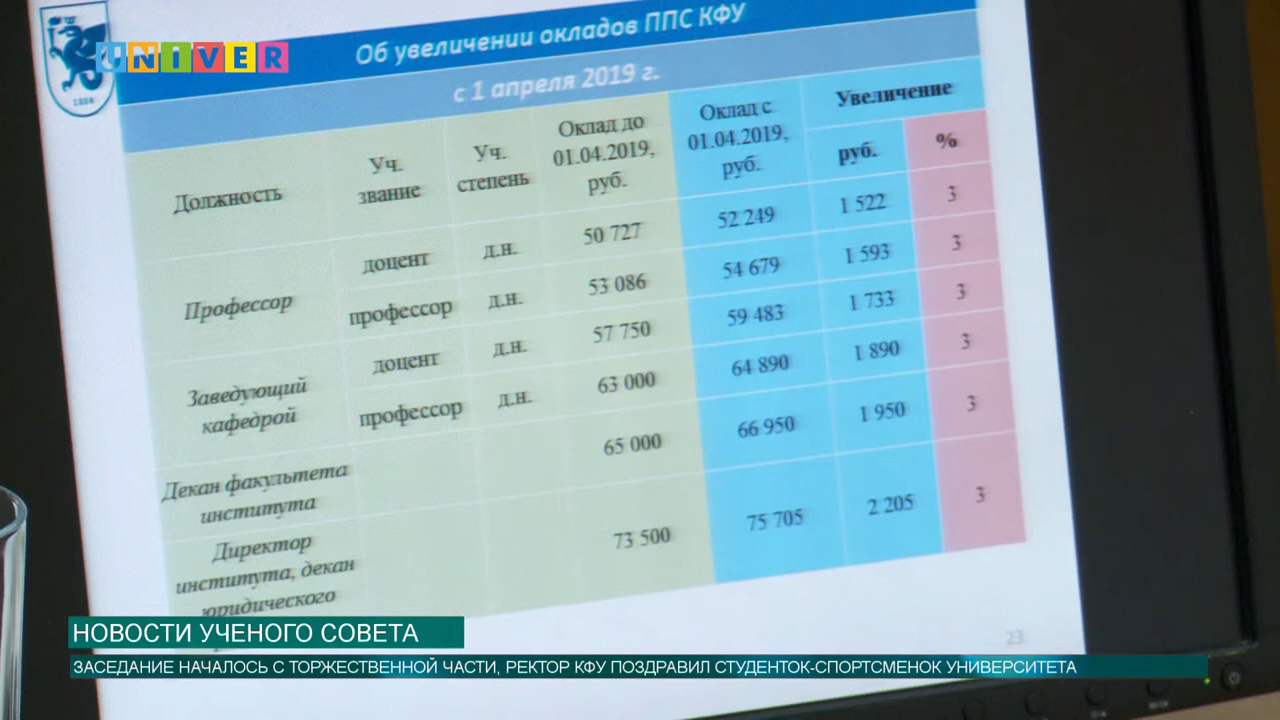 UNIVER
1804
Об увеличении окладов ППС КФУ
с 1 апреля 2019 г.
Должность
Уч.
звание
Уч.
степень
Оклад до
01.04.2019,
руб.
Оклад с
01.04.2019,
руб.
Увеличение
руб.
%
Профессор
доцент д.н. 50 727 52 249 1 522 3
профессор д.н. 53 086 54 679 1 593 3
Заведующий
кафедрой
доцент д.н. 57 750 59 483 1 733 3
профессор д.н. 63 000 64 890 1 890 3
Декан факультета
института
65 000 66 950 1 950 3
Директор
института, декан
юридического
73 500 75 705 2 205 3
23
НОВОСТИ УЧЕНОГО СОВЕТА
ЗАСЕДАНИЕ НАЧАЛОСЬ С ТОРЖЕСТВЕННОЙ ЧАСТИ, РЕКТОР КФУ ПОЗДРАВИЛ СТУДЕНТОК-СПОРТСМЕНОК УНИВЕРСИТЕТА